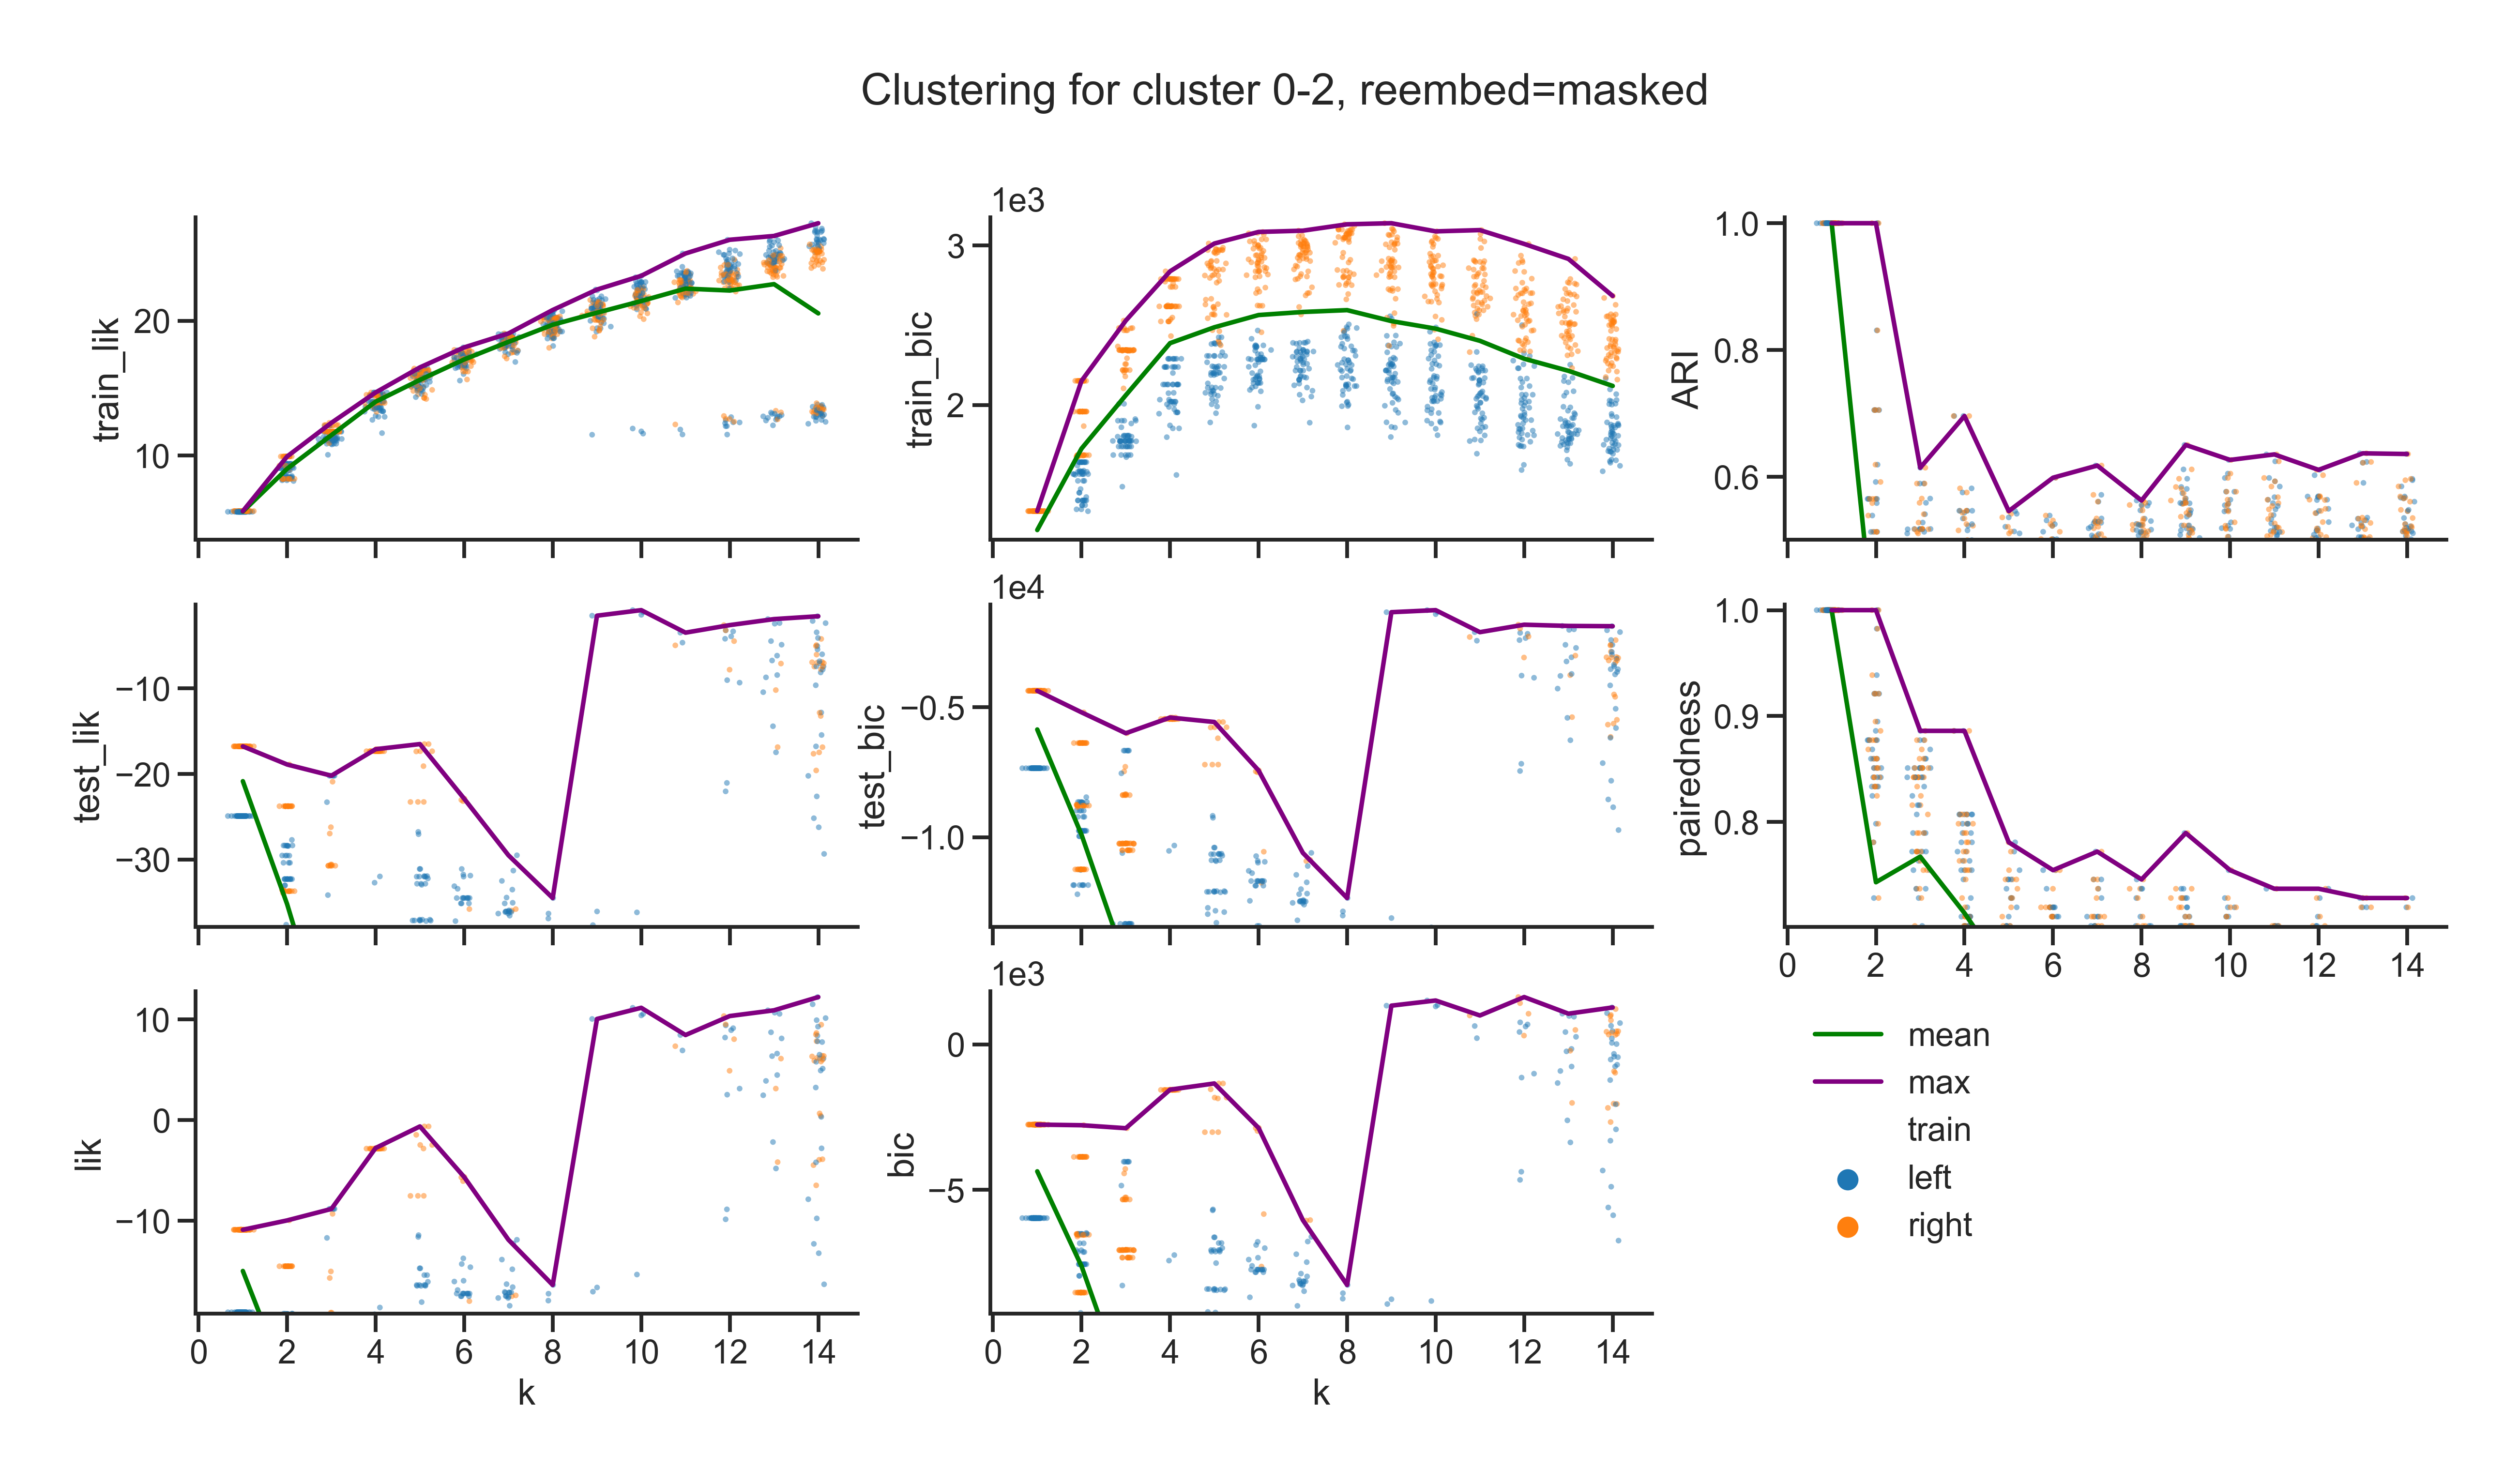 Clustering for cluster 0-2, reembed=masked
train_lik
20
10
1e3
train_bic
3
2
ARI
1.0
0.8
0.6
test_lik
−10
−20
−30
1e4
test_bic
−0.5
−1.0
pairedness
1.0
0.9
0.8
0 2 4 6 8 10 12 14
lik
10
0
−10
0 2 4 6 8 10 12 14
k
1e3
bic
0
−5
0 2 4 6 8 10 12 14
k
mean
max
train
left
right